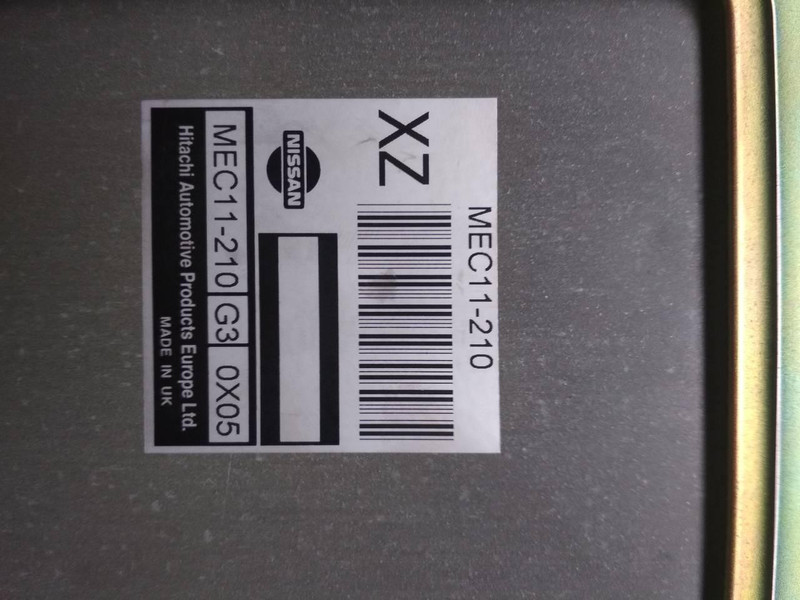 MEC11-210
XZ
NISSAN
MEC11-210 G3 0X05
Hitachi Automotive Products Europe Ltd.
MADE IN UK